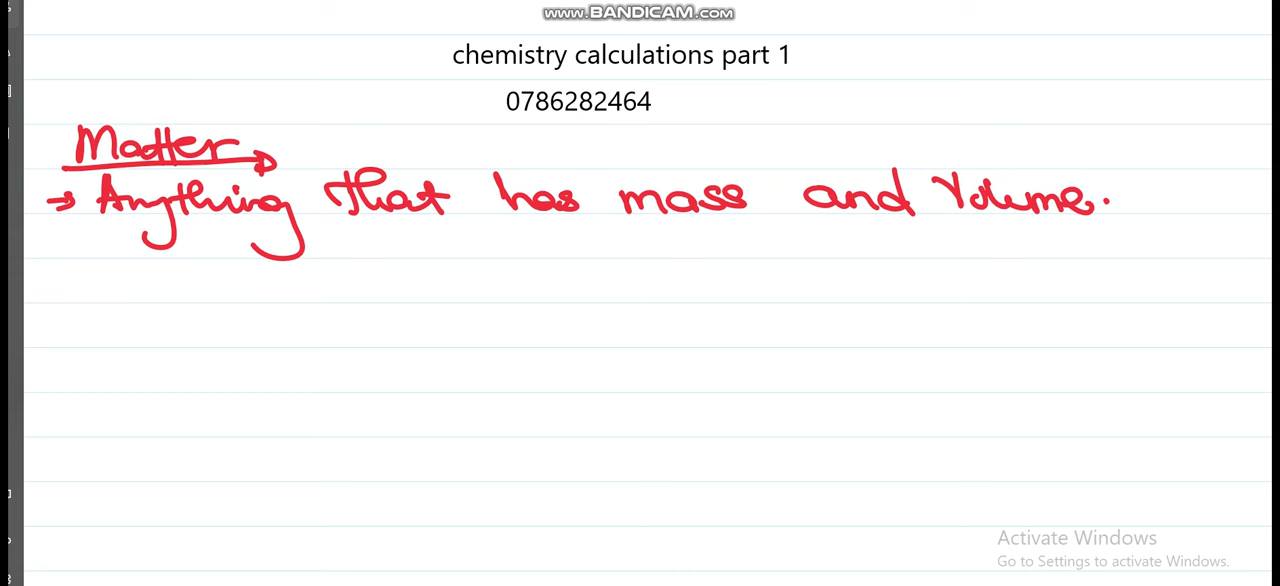 www.BANDICAM.com
chemistry calculations part 1
0786282464
Matter
→ Anything that has mass and Volume.
Activate Windows
Go to Settings to activate Windows.